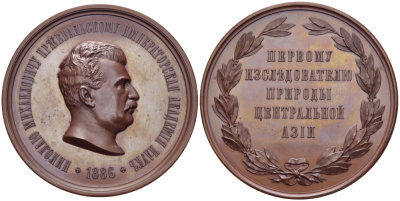 НИКОЛАЮ МИХАЙЛОВИЧУ ПРЖЕВАЛЬСКОМУ ИМПЕРАТОРСКАЯ АКАДЕМІЯ НАУКЪ
* 1886 *
ПЕРВОМУ
ИЗСЛѢДОВАТЕЛЮ
ПРИРОДЫ
ЦЕНТРАЛЬНОЙ
АЗІИ